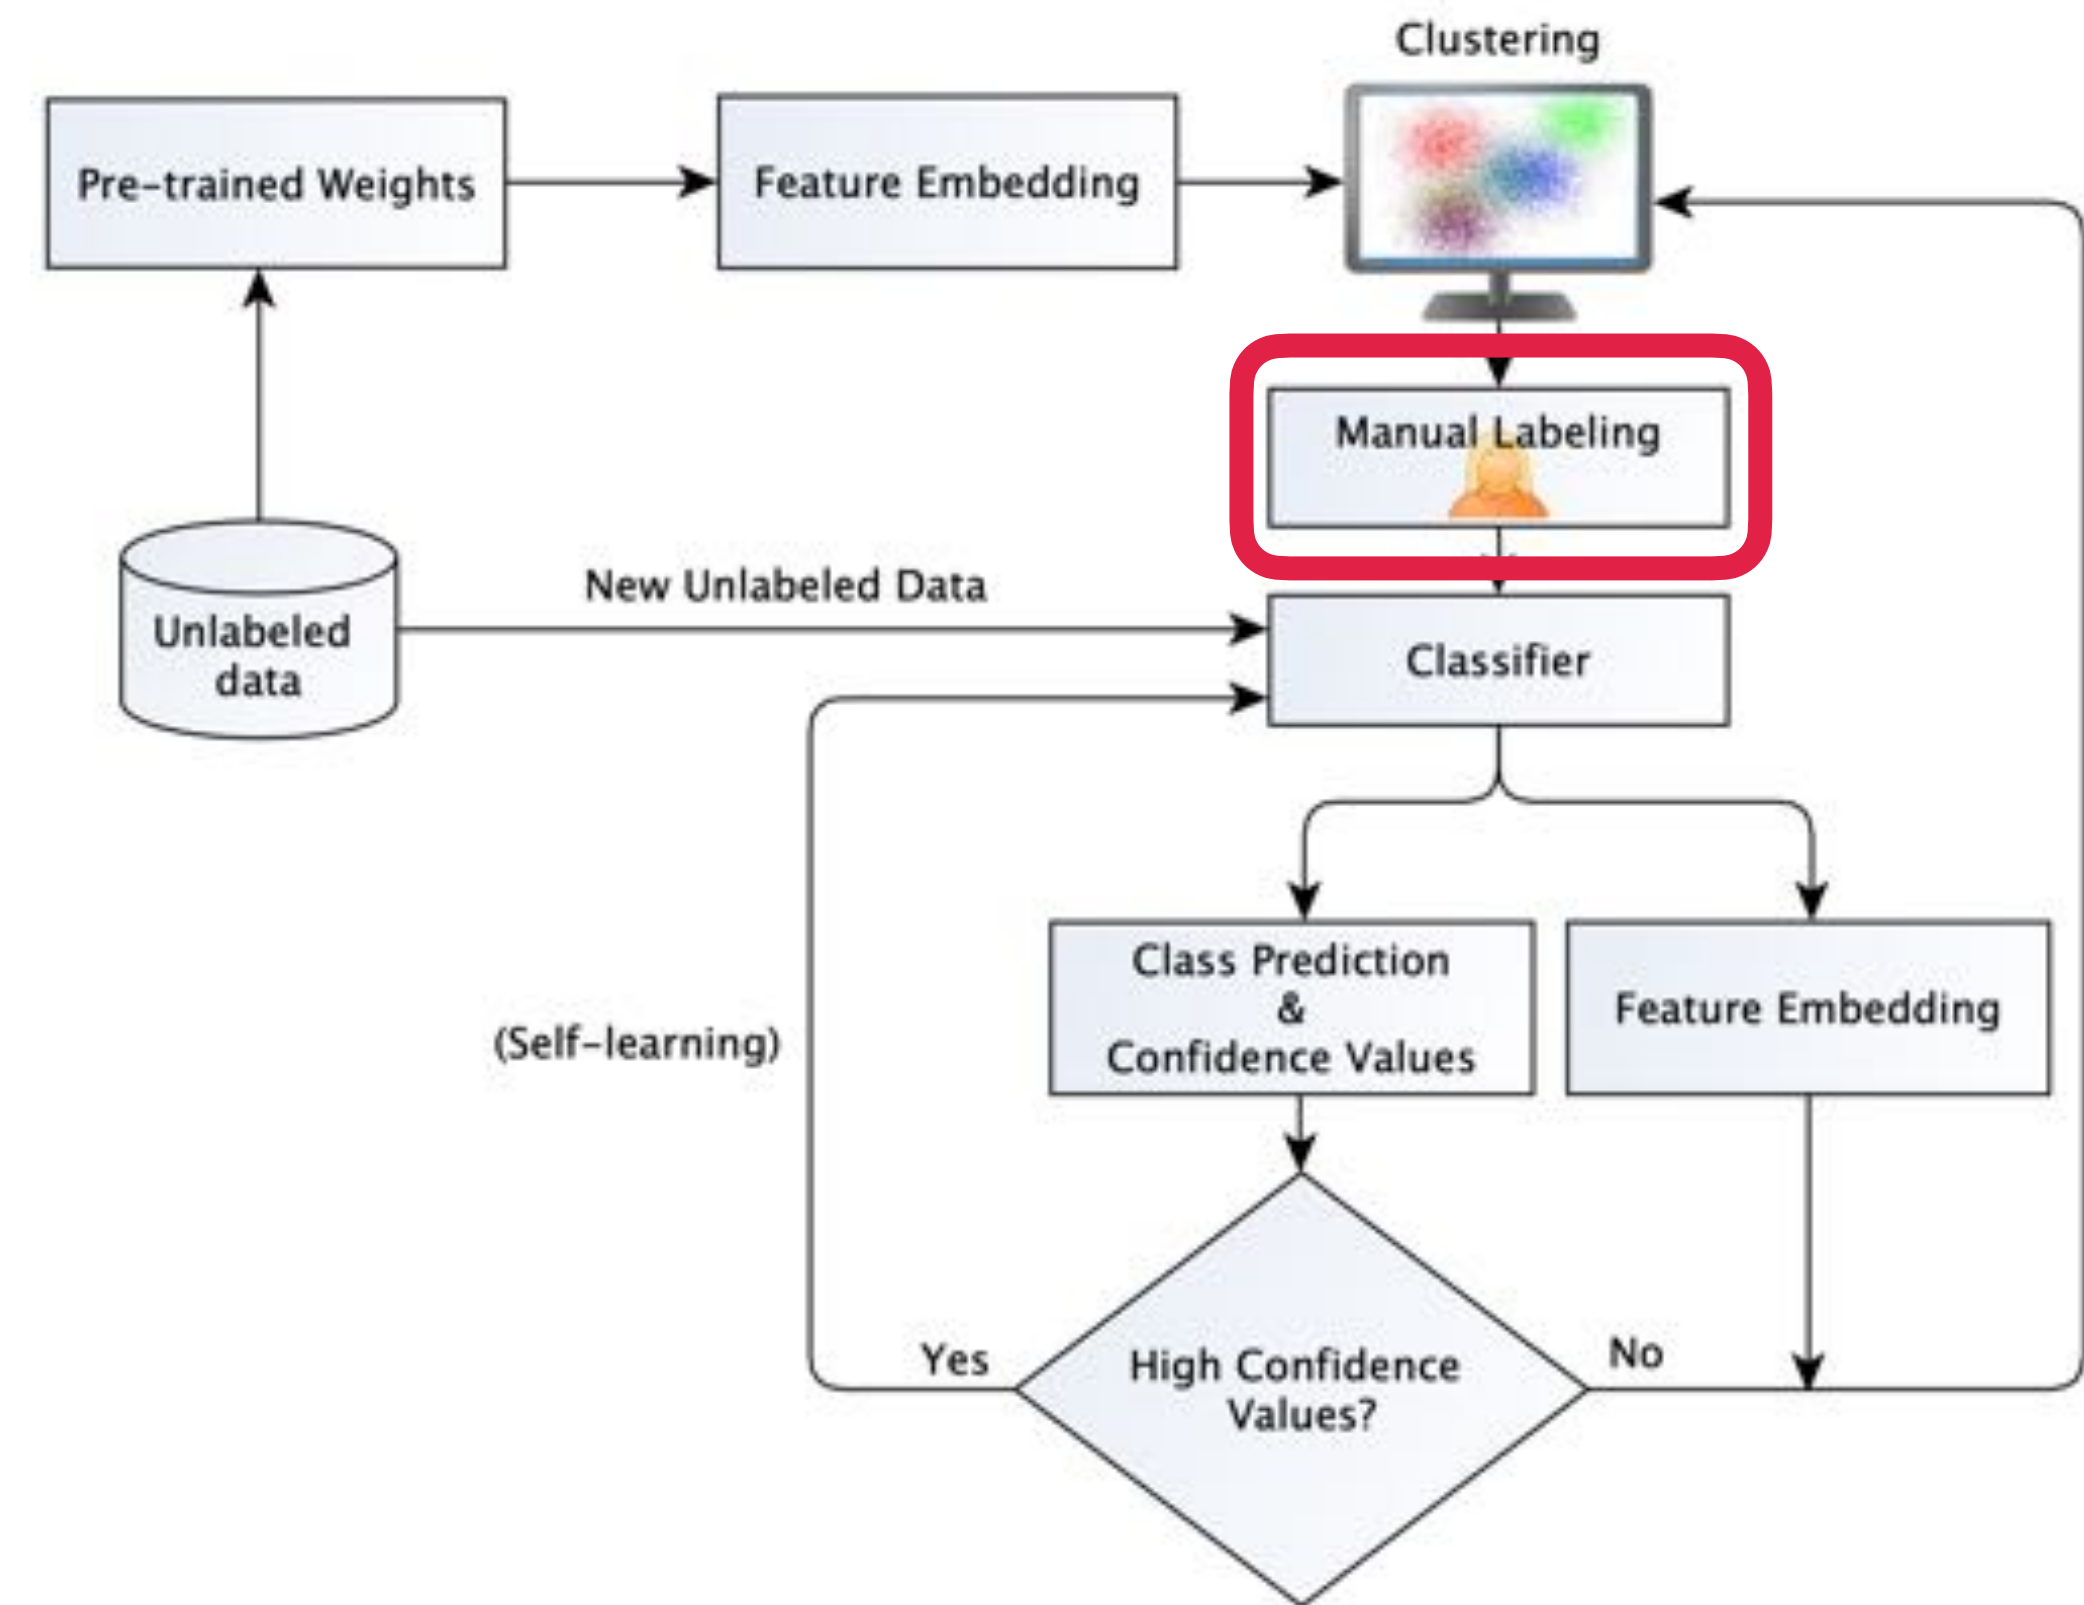 Clustering
Pre-trained Weights
Feature Embedding
Manual Labeling
New Unlabeled Data
Unlabeled
data
Classifier
Class Prediction
&
Confidence Values
Feature Embedding
(Self-learning)
Yes
High Confidence
Values?
No